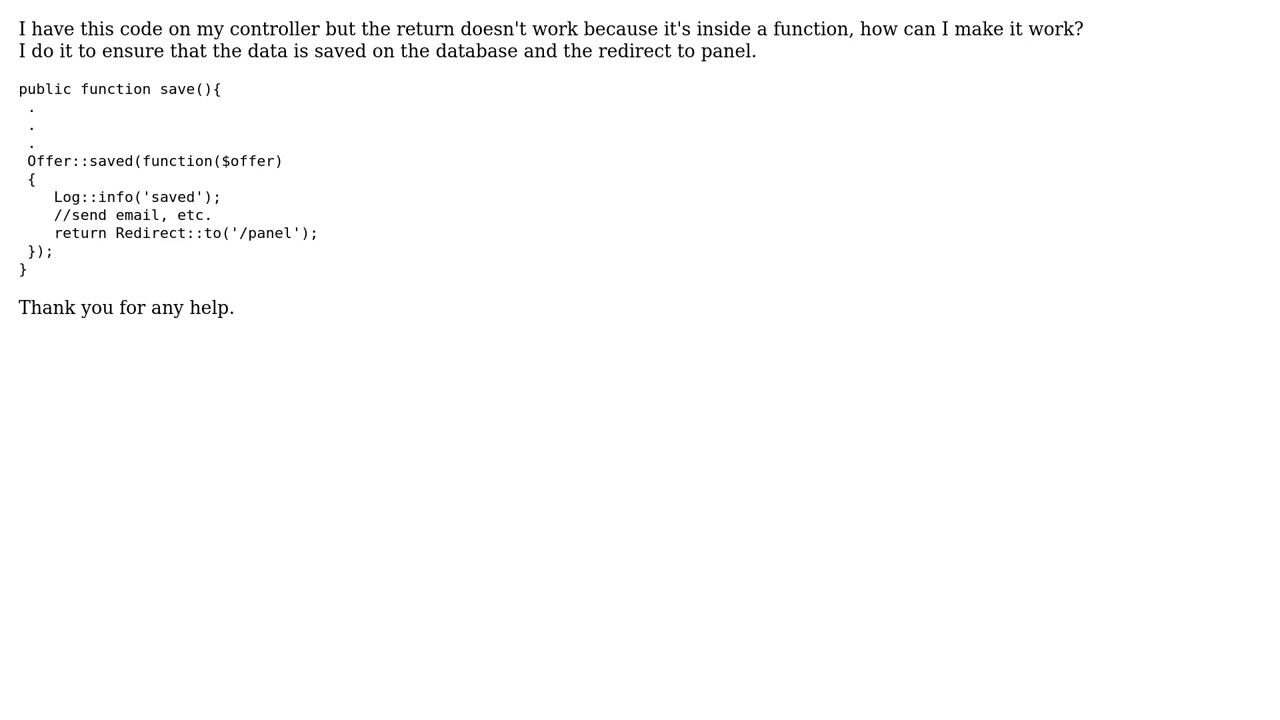 I have this code on my controller but the return doesn't work because it's inside a function, how can I make it work?
I do it to ensure that the data is saved on the database and the redirect to panel.
public function save(){
 .
 .
 .
 Offer::saved(function($offer)
 {
    Log::info('saved');
    //send email, etc.
    return Redirect::to('/panel');
 });
}
Thank you for any help.